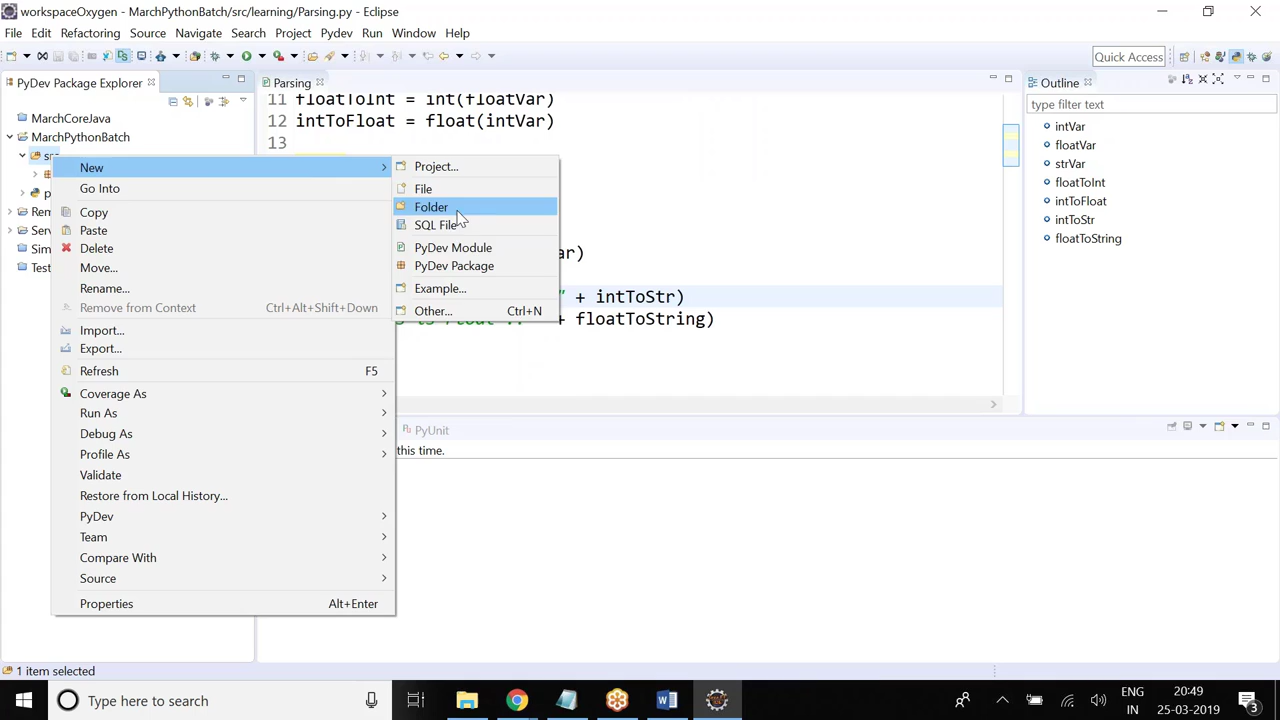 workspaceOxygen - MarchPythonBatch/src/learning/Parsing.py - Eclipse
File Edit Refactoring Source Navigate Search Project Pydev Run Window Help
Quick Access
PyDev Package Explorer
MarchCoreJava
MarchPythonBatch
src
New
Go Into
Copy
Paste
Delete
Move...
Rename...
Remove from Context Ctrl+Alt+Shift+Down
Import...
Export...
Refresh F5
Coverage As
Run As
Debug As
Profile As
Validate
Restore from Local History...
PyDev
Team
Compare With
Source
Properties Alt+Enter
Project...
File
Folder
SQL File
PyDev Module
PyDev Package
Example...
Other... Ctrl+N
Parsing
11 floatToInt = int(floatVar)
12 intToFloat = float(intVar)
13
" + intToStr)
+ floatToString)
PyUnit
this time.
Outline
type filter text
intVar
floatVar
strVar
floatToInt
intToFloat
intToStr
floatToString
1 item selected
Type here to search
ENG
IN
20:49
25-03-2019
3